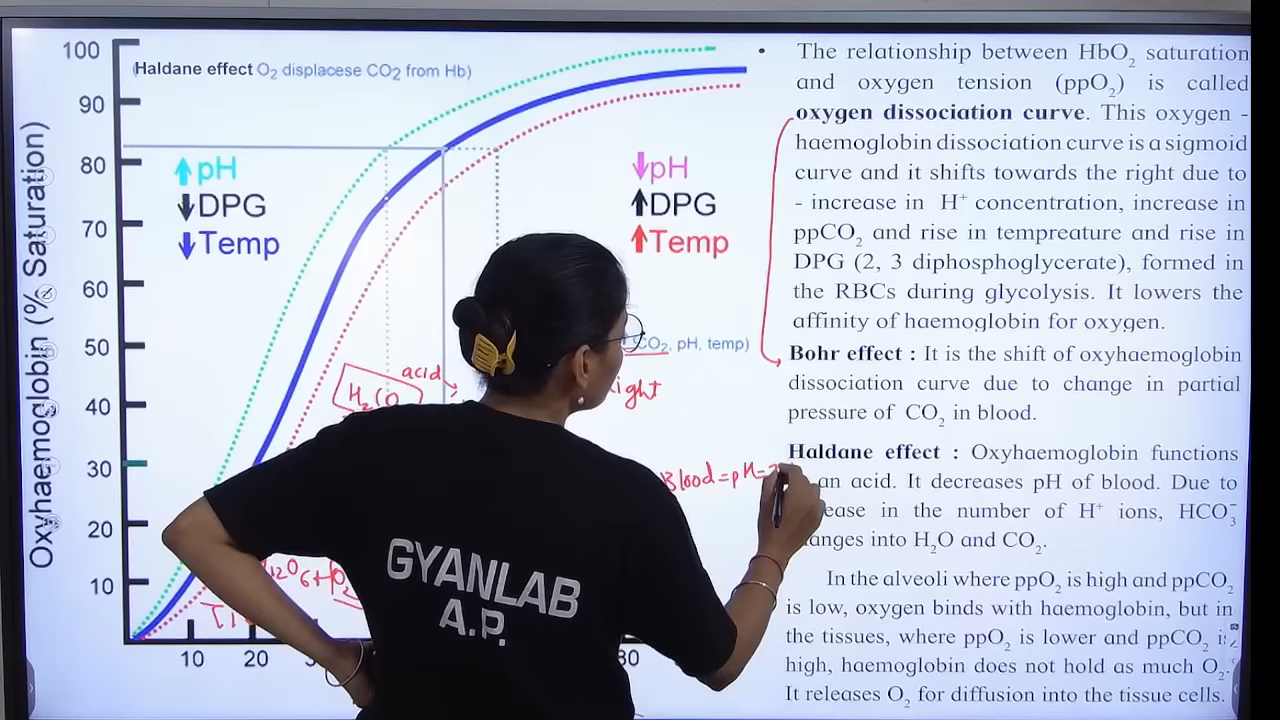 100
90
80
70
60
50
40
30
20
10
Oxyhaemoglobin (% Saturation)
(Haldane effect O₂ displacese CO₂ from Hb)
pH
DPG
Temp
pH
DPG
Temp
CO₂, pH, temp)
acid
ight
Blood = pH =
10 20
GYANLAB
A.P.
• The relationship between HbO₂ saturation
and oxygen tension (ppO₂) is called
oxygen dissociation curve. This oxygen -
haemoglobin dissociation curve is a sigmoid
curve and it shifts towards the right due to
- increase in H⁺ concentration, increase in
ppCO₂ and rise in tempreature and rise in
DPG (2, 3 diphosphoglycerate), formed in
the RBCs during glycolysis. It lowers the
affinity of haemoglobin for oxygen.
Bohr effect : It is the shift of oxyhaemoglobin
dissociation curve due to change in partial
pressure of CO₂ in blood.
Haldane effect : Oxyhaemoglobin functions
an acid. It decreases pH of blood. Due to
ease in the number of H⁺ ions, HCO₃⁻
anges into H₂O and CO₂.
In the alveoli where ppO₂ is high and ppCO₂
is low, oxygen binds with haemoglobin, but in
the tissues, where ppO₂ is lower and ppCO₂ is
high, haemoglobin does not hold as much O₂.
It releases O₂ for diffusion into the tissue cells.